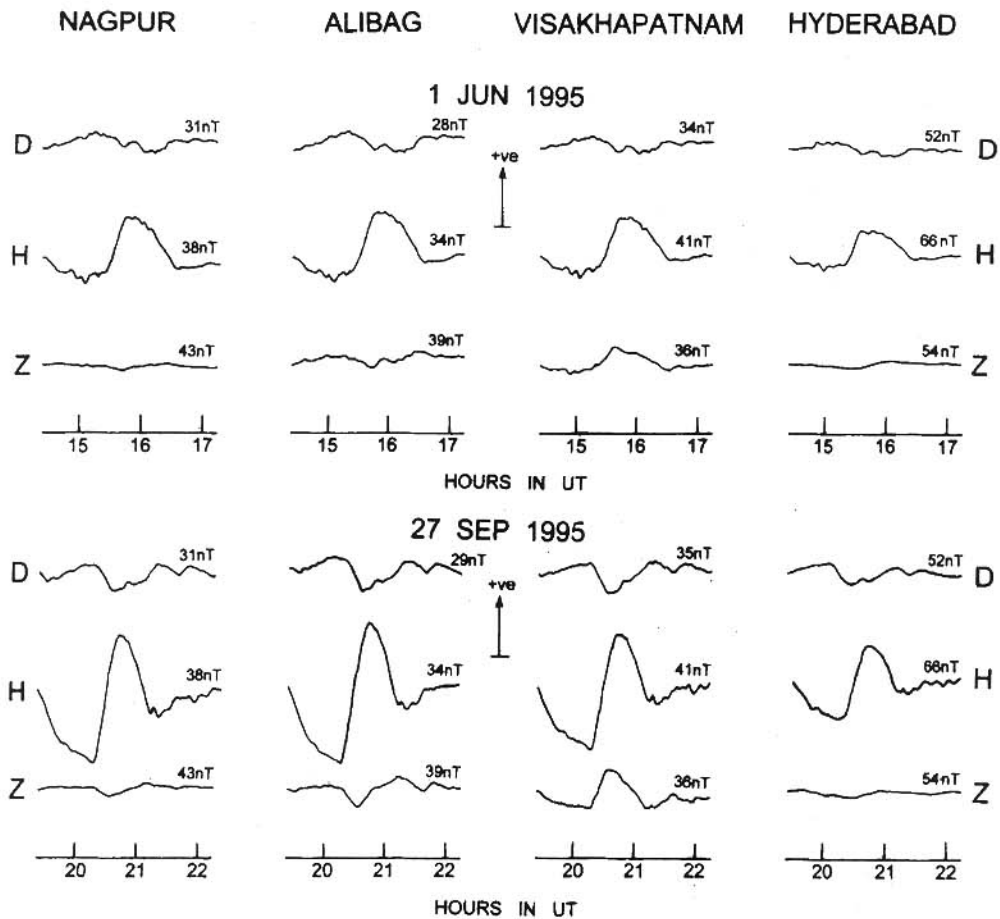 NAGPUR ALIBAG VISAKHAPATNAM HYDERABAD
1 JUN 1995
D 31nT 28nT 34nT 52nT D
+ve
H 38nT 34nT 41nT 66nT H
Z 43nT 39nT 36nT 54nT Z
15 16 17 15 16 17 15 16 17 15 16 17
HOURS IN UT
27 SEP 1995
D 31nT 29nT 35nT 52nT D
+ve
H 38nT 34nT 41nT 66nT H
Z 43nT 39nT 36nT 54nT Z
20 21 22 20 21 22 20 21 22 20 21 22
HOURS IN UT